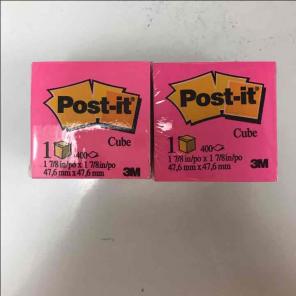 Post-it
Cube
1 400
1 7/8 in/po x 1 7/8 in/po
47,6 mm x 47,6 mm
3M
Post-it
Cube
1 400
1 7/8 in/po x 1 7/8 in/po
47,6 mm x 47,6 mm
3M